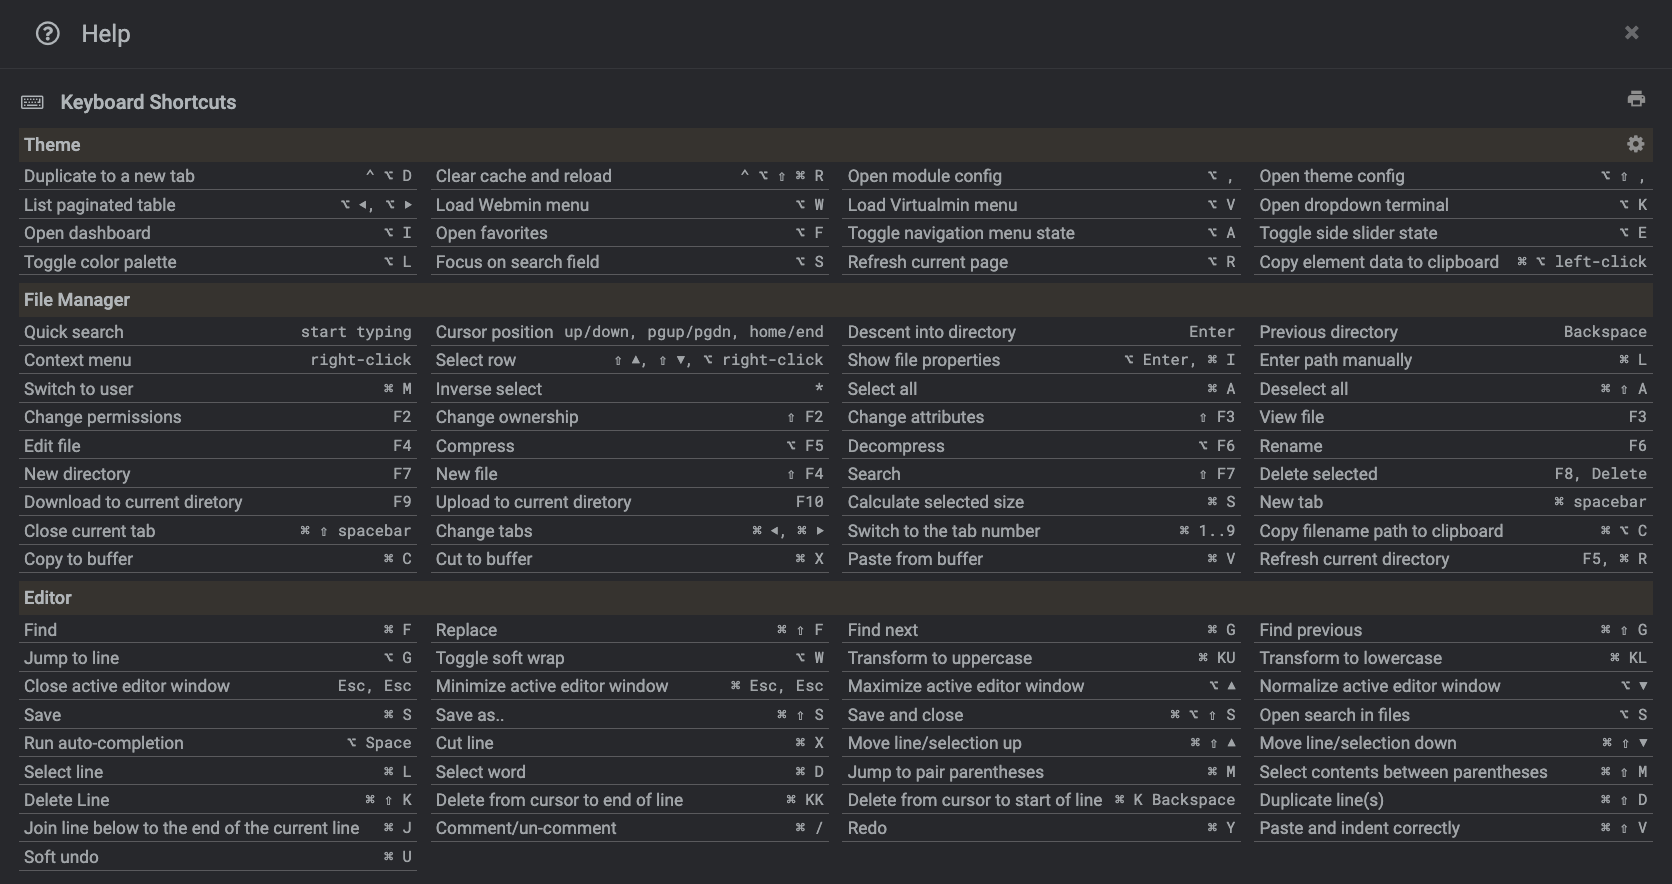 Help
Keyboard Shortcuts
Theme
Duplicate to a new tab ^ ⌥ D Clear cache and reload ^ ⌥ ⇧ ⌘ R Open module config ⌥ , Open theme config ⌥ ⇧ ,
List paginated table ⌥ ◄, ⌥ ► Load Webmin menu ⌥ W Load Virtualmin menu ⌥ V Open dropdown terminal ⌥ K
Open dashboard ⌥ I Open favorites ⌥ F Toggle navigation menu state ⌥ A Toggle side slider state ⌥ E
Toggle color palette ⌥ L Focus on search field ⌥ S Refresh current page ⌥ R Copy element data to clipboard ⌘ ⌥ left-click
File Manager
Quick search start typing Cursor position up/down, pgup/pgdn, home/end Descent into directory Enter Previous directory Backspace
Context menu right-click Select row ⇧ ▲, ⇧ ▼, ⌥ right-click Show file properties ⌥ Enter, ⌘ I Enter path manually ⌘ L
Switch to user ⌘ M Inverse select * Select all ⌘ A Deselect all ⌘ ⇧ A
Change permissions F2 Change ownership ⇧ F2 Change attributes ⇧ F3 View file F3
Edit file F4 Compress ⌥ F5 Decompress ⌥ F6 Rename F6
New directory F7 New file ⇧ F4 Search ⇧ F7 Delete selected F8, Delete
Download to current diretory F9 Upload to current diretory F10 Calculate selected size ⌘ S New tab ⌘ spacebar
Close current tab ⌘ ⇧ spacebar Change tabs ⌘ ◄, ⌘ ► Switch to the tab number ⌘ 1..9 Copy filename path to clipboard ⌘ ⌥ C
Copy to buffer ⌘ C Cut to buffer ⌘ X Paste from buffer ⌘ V Refresh current directory F5, ⌘ R
Editor
Find ⌘ F Replace ⌘ ⇧ F Find next ⌘ G Find previous ⌘ ⇧ G
Jump to line ⌥ G Toggle soft wrap ⌥ W Transform to uppercase ⌘ KU Transform to lowercase ⌘ KL
Close active editor window Esc, Esc Minimize active editor window ⌘ Esc, Esc Maximize active editor window ⌥ ▲ Normalize active editor window ⌥ ▼
Save ⌘ S Save as.. ⌘ ⇧ S Save and close ⌘ ⌥ ⇧ S Open search in files ⌥ S
Run auto-completion ⌥ Space Cut line ⌘ X Move line/selection up ⌘ ⇧ ▲ Move line/selection down ⌘ ⇧ ▼
Select line ⌘ L Select word ⌘ D Jump to pair parentheses ⌘ M Select contents between parentheses ⌘ ⇧ M
Delete Line ⌘ ⇧ K Delete from cursor to end of line ⌘ KK Delete from cursor to start of line ⌘ K Backspace Duplicate line(s) ⌘ ⇧ D
Join line below to the end of the current line ⌘ J Comment/un-comment ⌘ / Redo ⌘ Y Paste and indent correctly ⌘ ⇧ V
Soft undo ⌘ U